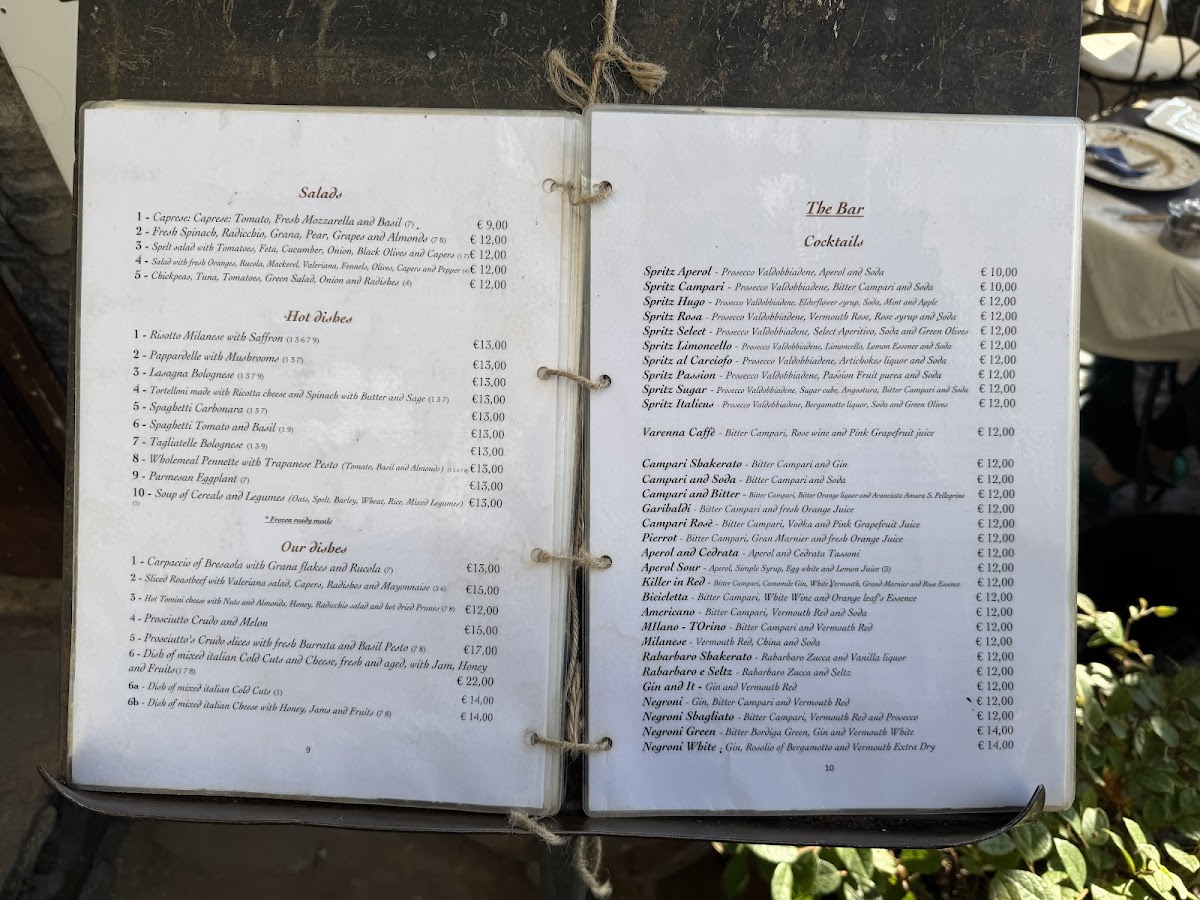 Salads
1 - Caprese: Caprese: Tomato, Fresh Mozzarella and Basil (7) € 9,00
2 - Fresh Spinach, Radicchio, Grana, Pear, Grapes and Almonds (7 8) € 12,00
3 - Spelt salad with Tomatoes, Feta, Cucumber, Onion, Black Olives and Capers (1 7) € 12,00
4 - Salad with fresh Oranges, Rucola, Mackerel, Valeriana, Fennels, Olives, Capers and Pepper (4) € 12,00
5 - Chickpeas, Tuna, Tomatoes, Green Salad, Onion and Radishes (4) € 12,00
Hot dishes
1 - Risotto Milanese with Saffron (1 3 6 7 9) €13,00
2 - Pappardelle with Mushrooms (1 3 7) €13,00
3 - Lasagna Bolognese (1 3 7 9) €13,00
4 - Tortelloni made with Ricotta cheese and Spinach with Butter and Sage (1 3 7) €13,00
5 - Spaghetti Carbonara (1 3 7) €13,00
6 - Spaghetti Tomato and Basil (1 9) €13,00
7 - Tagliatelle Bolognese (1 3 9) €13,00
8 - Wholemeal Pennette with Trapanese Pesto (Tomato, Basil and Almonds) €13,00
9 - Parmesan Eggplant (7) €13,00
10 - Soup of Cereals and Legumes (Oats, Spelt, Barley, Wheat, Rice, Mixed Legumes) €13,00
(1)
* Frozen ready meals
Our dishes
1 - Carpaccio of Bresaola with Grana flakes and Rucola (7) €13,00
2 - Sliced Roastbeef with Valeriana salad, Capers, Radishes and Mayonnaise (3 6) €15,00
3 - Hot Tomini cheese with Nuts and Almonds, Honey, Radicchio salad and hot dried Prunes (7 8) €12,00
4 - Prosciutto Crudo and Melon €15,00
5 - Prosciutto's Crudo slices with fresh Burrata and Basil Pesto (7 8) €17,00
6 - Dish of mixed italian Cold Cuts and Cheese, fresh and aged, with Jam, Honey
and Fruits(1 7 8) € 22,00
6a - Dish of mixed italian Cold Cuts (1) € 14,00
6b - Dish of mixed italian Cheese with Honey, Jams and Fruits (7 8) € 14,00
9
The Bar
Cocktails
Spritz Aperol - Prosecco Valdobbiadene, Aperol and Soda € 10,00
Spritz Campari - Prosecco Valdobbiadene, Bitter Campari and Soda € 10,00
Spritz Hugo - Prosecco Valdobbiadene, Elderflower syrup, Soda, Mint and Apple € 12,00
Spritz Rosa - Prosecco Valdobbiadene, Vermouth Rose, Rose syrup and Soda € 12,00
Spritz Select - Prosecco Valdobbiadene, Select Aperitivo, Soda and Green Olives € 12,00
Spritz Limoncello - Prosecco Valdobbiadene, Limoncello, Lemon Essence and Soda € 12,00
Spritz al Carciofo - Prosecco Valdobbiadene, Artichokes liquor and Soda € 12,00
Spritz Passion - Prosecco Valdobbiadene, Passion Fruit purea and Soda € 12,00
Spritz Sugar - Prosecco Valdobbiadene, Sugar cube, Angostura, Bitter Campari and Soda € 12,00
Spritz Italicus - Prosecco Valdobbiadene, Bergamotto liquor, Soda and Green Olives € 12,00
Varenna Caffè - Bitter Campari, Rose wine and Pink Grapefruit juice € 12,00
Campari Shakerato - Bitter Campari and Gin € 12,00
Campari and Soda - Bitter Campari and Soda € 12,00
Campari and Bitter - Bitter Campari, Bitter Orange liquor and Aranciata Amara S. Pellegrino € 12,00
Garibaldi - Bitter Campari and fresh Orange Juice € 12,00
Campari Rosè - Bitter Campari, Vodka and Pink Grapefruit Juice € 12,00
Pierrot - Bitter Campari, Gran Marnier and fresh Orange Juice € 12,00
Aperol and Cedrata - Aperol and Cedrata Tassoni € 12,00
Aperol Sour - Aperol, Simple Syrup, Egg white and Lemon Juice (3) € 12,00
Killer in Red - Bitter Campari, Camomile Gin, White Vermouth, Grand Marnier and Rose Essence € 12,00
Bicicletta - Bitter Campari, White Wine and Orange leaf's Essence € 12,00
Americano - Bitter Campari, Vermouth Red and Soda € 12,00
MIlano - TOrino - Bitter Campari and Vermouth Red € 12,00
Milanese - Vermouth Red, China and Soda € 12,00
Rabarbaro Shakerato - Rabarbaro Zucca and Vanilla liquor € 12,00
Rabarbaro e Seltz - Rabarbaro Zucca and Seltz € 12,00
Gin and It - Gin and Vermouth Red € 12,00
Negroni - Gin, Bitter Campari and Vermouth Red € 12,00
Negroni Sbagliato - Bitter Campari, Vermouth Red and Prosecco € 12,00
Negroni Green - Bitter Bordiga Green, Gin and Vermouth White € 14,00
Negroni White - Gin, Rosolio of Bergamotto and Vermouth Extra Dry € 14,00
10